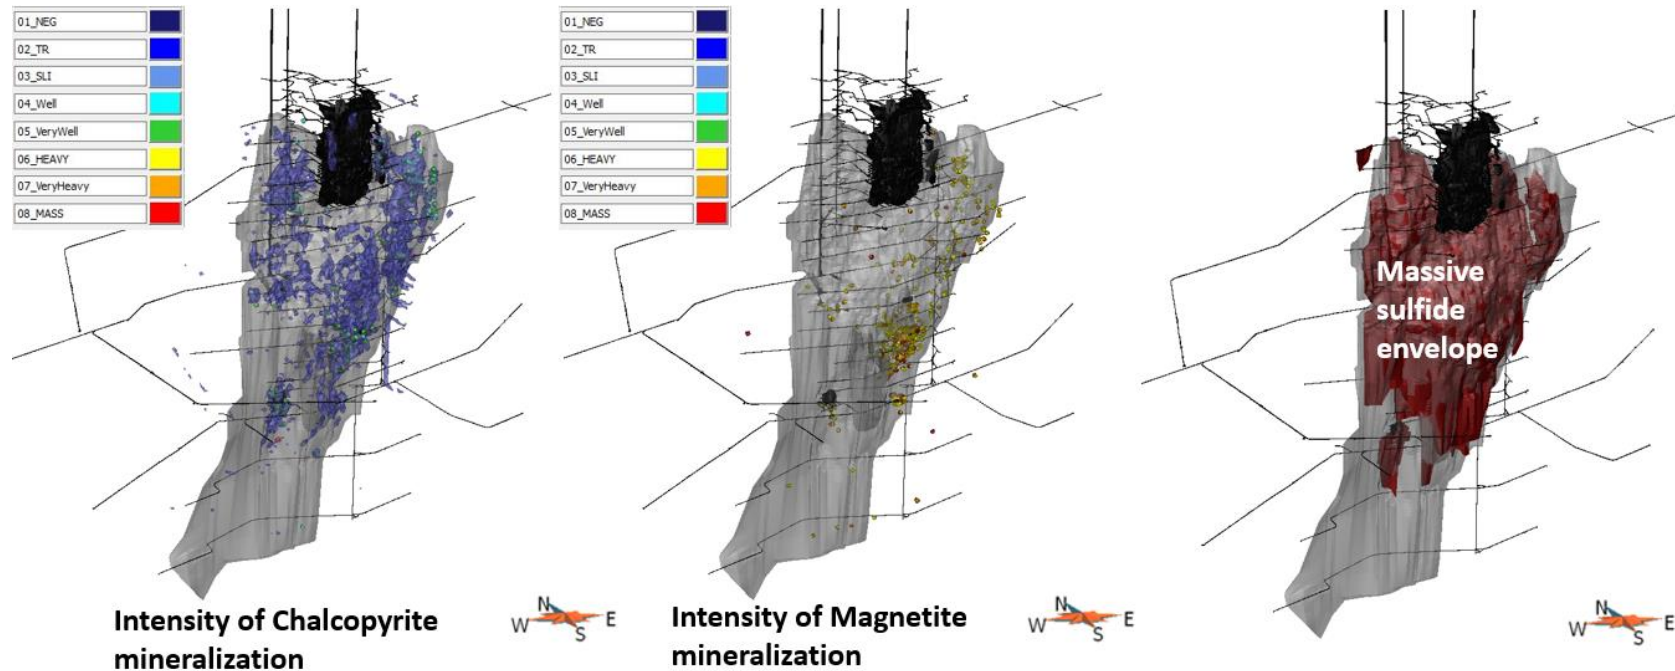 01_NEG
02_TR
03_SLI
04_Well
05_VeryWell
06_HEAVY
07_VeryHeavy
08_MASS
Intensity of Chalcopyrite
mineralization
N
W E
S
01_NEG
02_TR
03_SLI
04_Well
05_VeryWell
06_HEAVY
07_VeryHeavy
08_MASS
Intensity of Magnetite
mineralization
N
W E
S
Massive
sulfide
envelope
N
W E
S